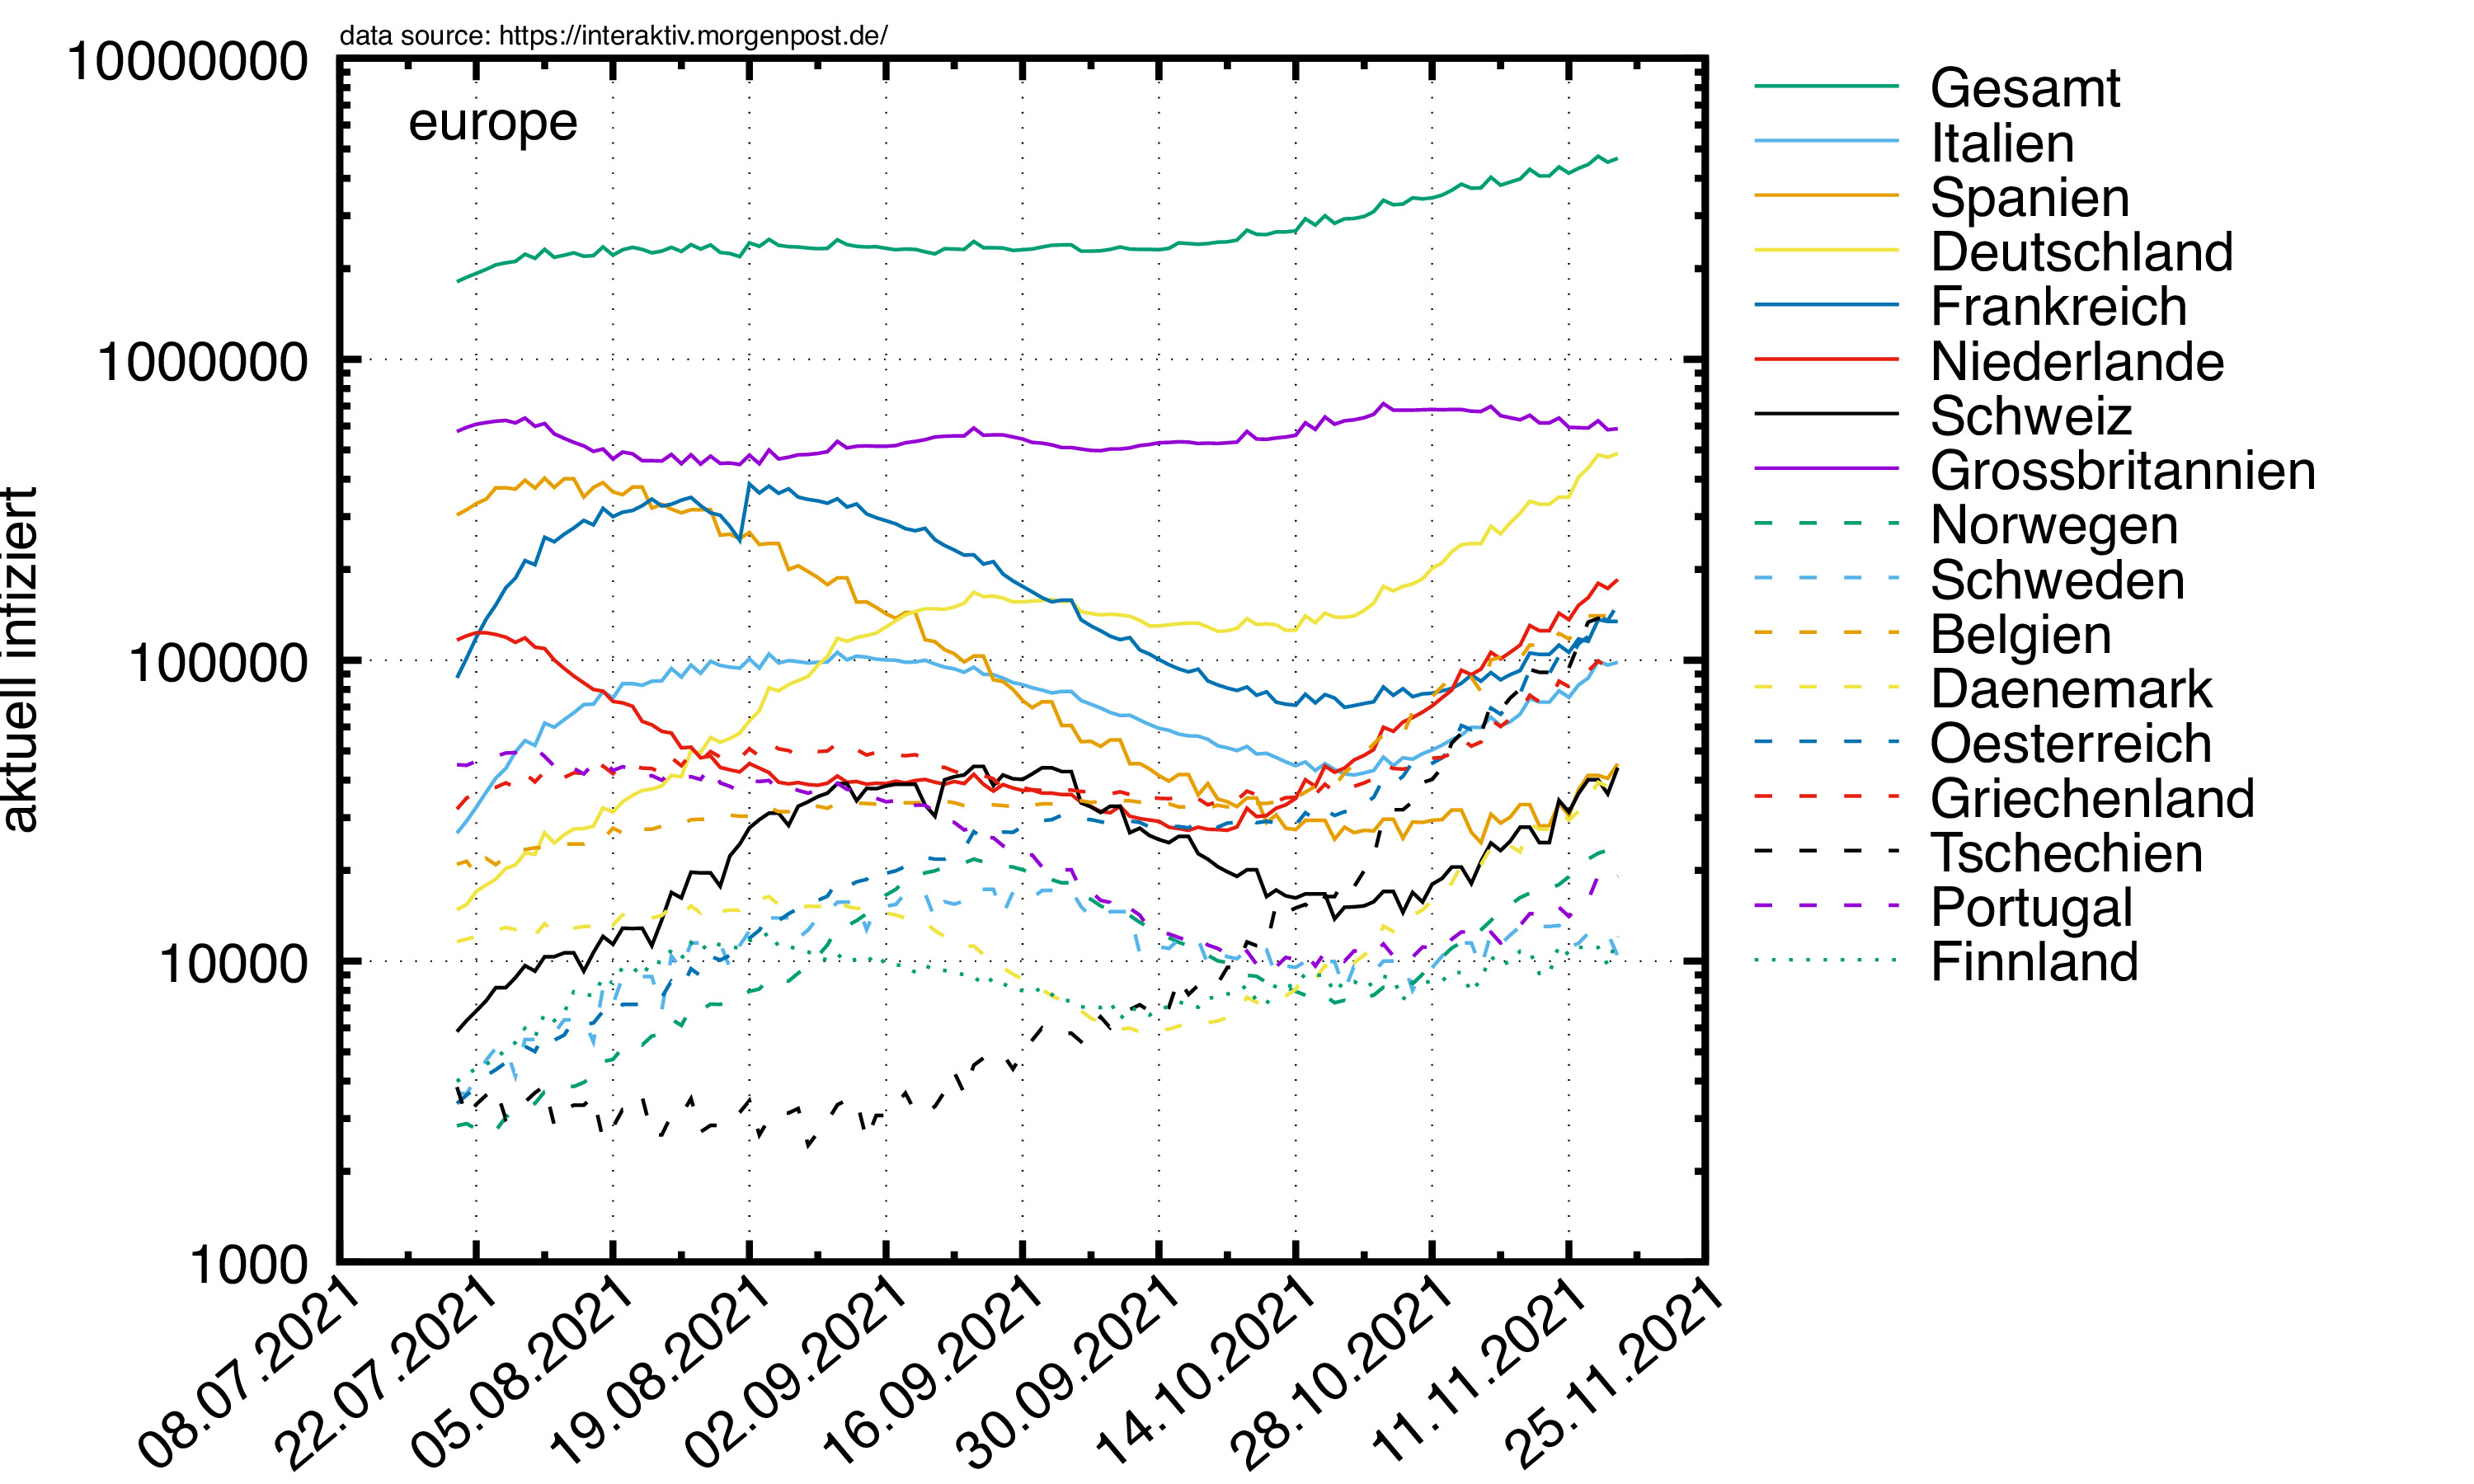 data source: https://interaktiv.morgenpost.de/
10000000
1000000
100000
10000
1000
aktuell infiziert
europe
08.07.2021
22.07.2021
05.08.2021
19.08.2021
02.09.2021
16.09.2021
30.09.2021
14.10.2021
28.10.2021
11.11.2021
25.11.2021
Gesamt
Italien
Spanien
Deutschland
Frankreich
Niederlande
Schweiz
Grossbritannien
Norwegen
Schweden
Belgien
Daenemark
Oesterreich
Griechenland
Tschechien
Portugal
Finnland